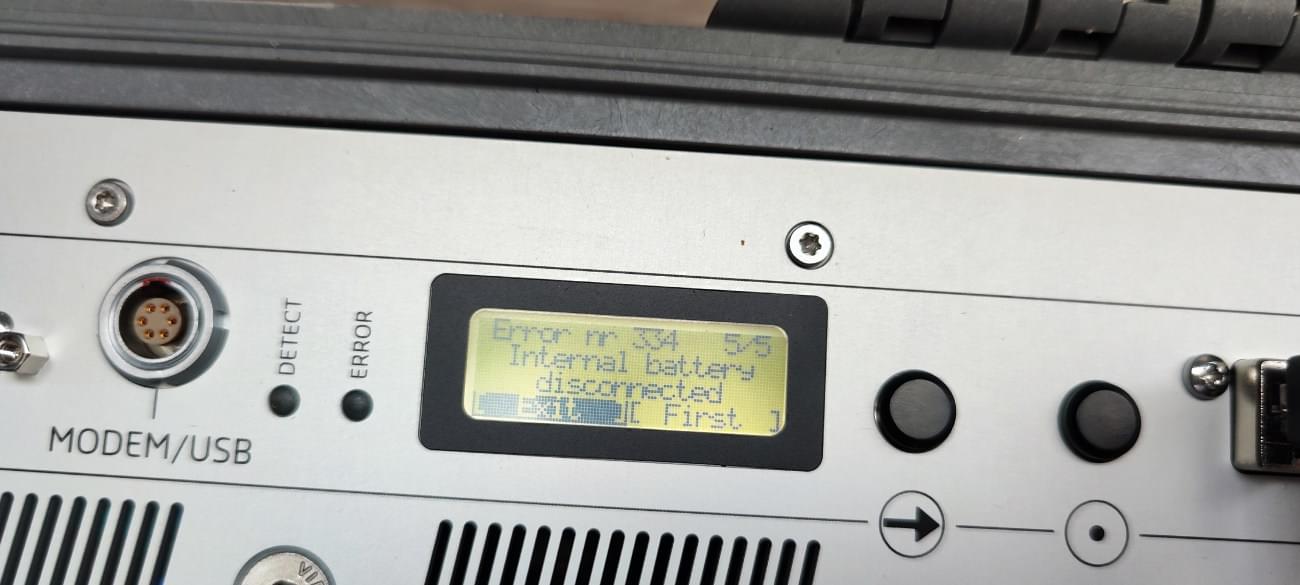 DETECT
ERROR
MODEM/USB
Error nr. 334 5/5
Internal battery
disconnected
[ Exit ][ First ]